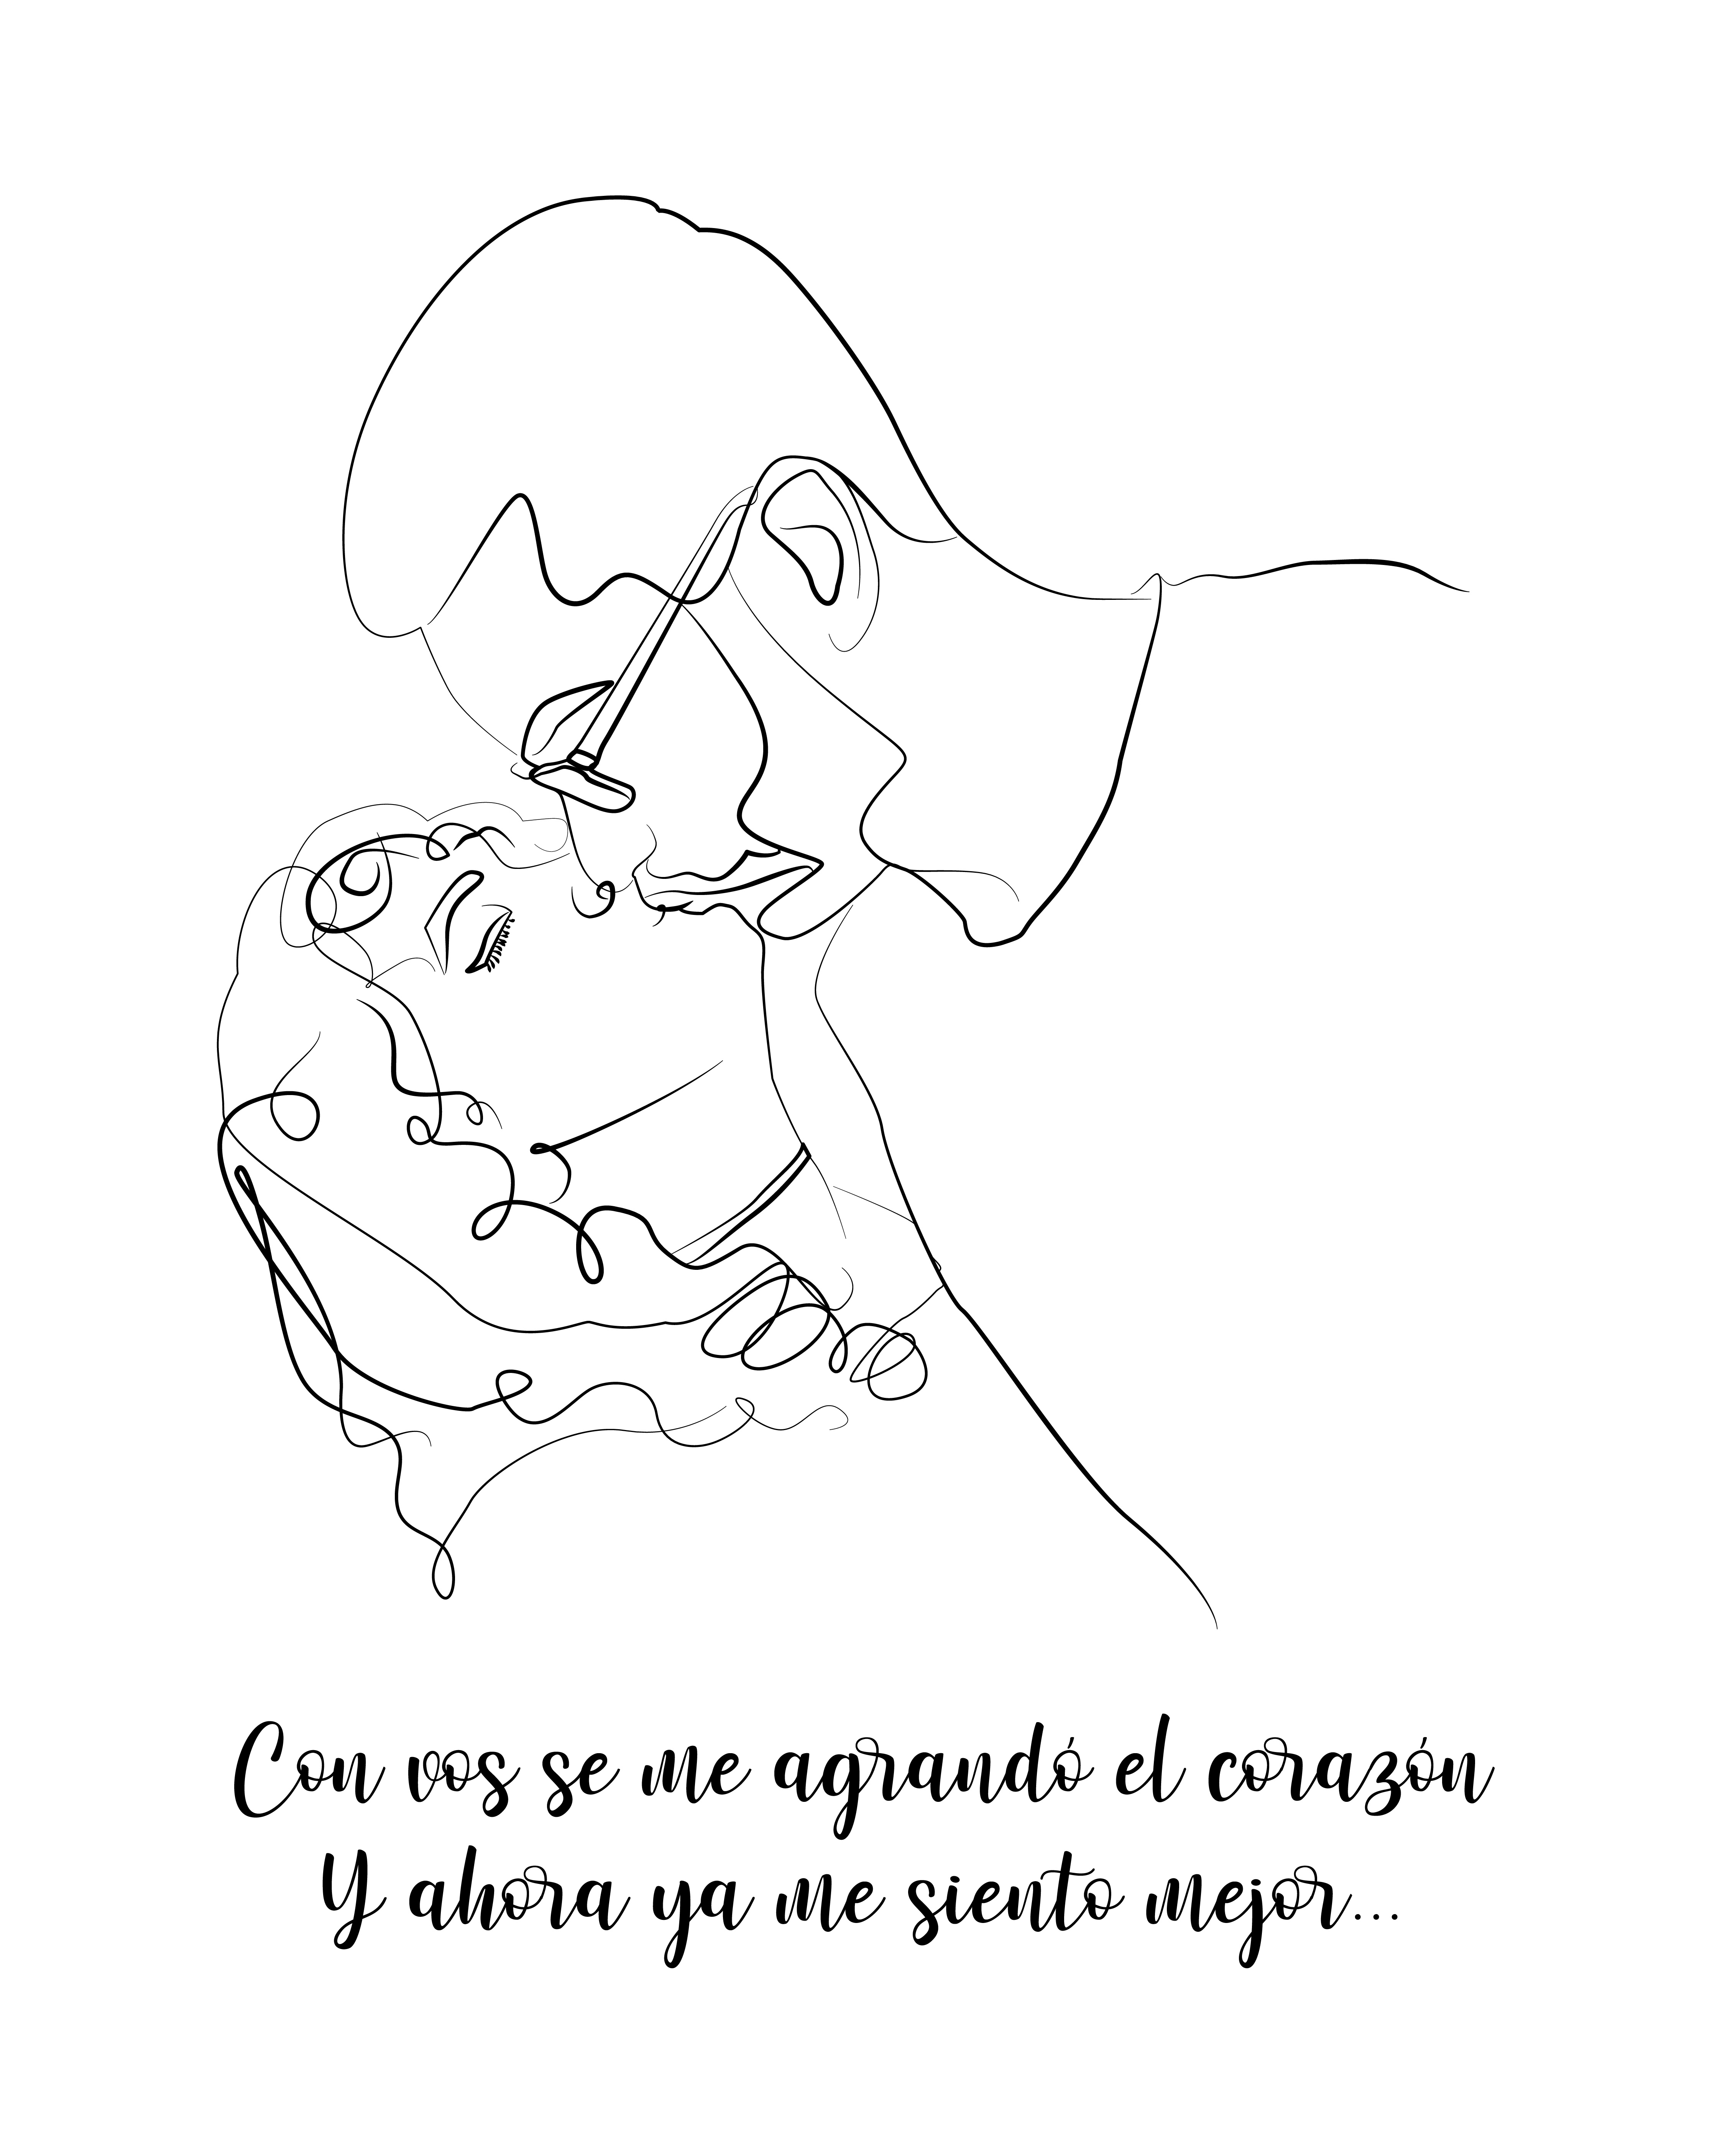 Con vos se me agrandó el corazón
Y ahora ya me siento mejor...